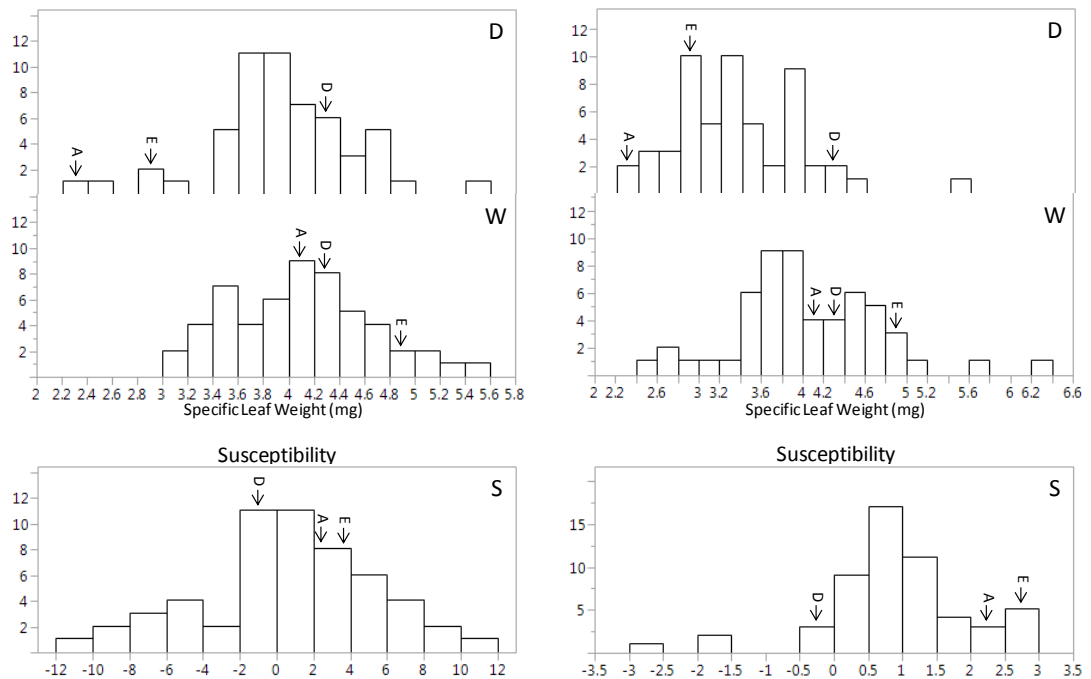 D
12
10
8
6
4
2
A
E
D
W
12
10
8
6
4
2
A
D
E
2 2.2 2.6 2.8 3 3.2 3.6 3.8 4 4.2 4.4 4.6 4.8 5 5.2 5.4 5.6 5.8
Specific Leaf Weight (mg)
D
12
10
8
6
4
2
A
E
D
W
12
10
8
6
4
2
A
D
E
2 2.2 2.6 3 3.6 4 4.2 4.6 5 5.2 5.6 6.2 6.6
Specific Leaf Weight (mg)
Susceptibility
S
12
10
8
6
4
2
D
A
E
-12 -10 -8 -6 -4 -2 0 2 4 6 8 10 12
Susceptibility
S
15
10
5
D
A
E
-3.5 -3 -2.5 -2 -1.5 -1 -0.5 0 0.5 1 1.5 2 2.5 3 3.5